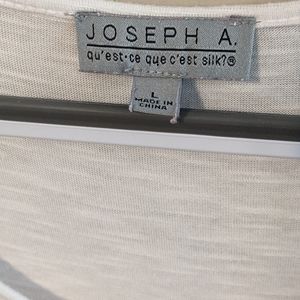 JOSEPH A.
qu'est•ce que c'est silk?®
L
MADE IN
CHINA